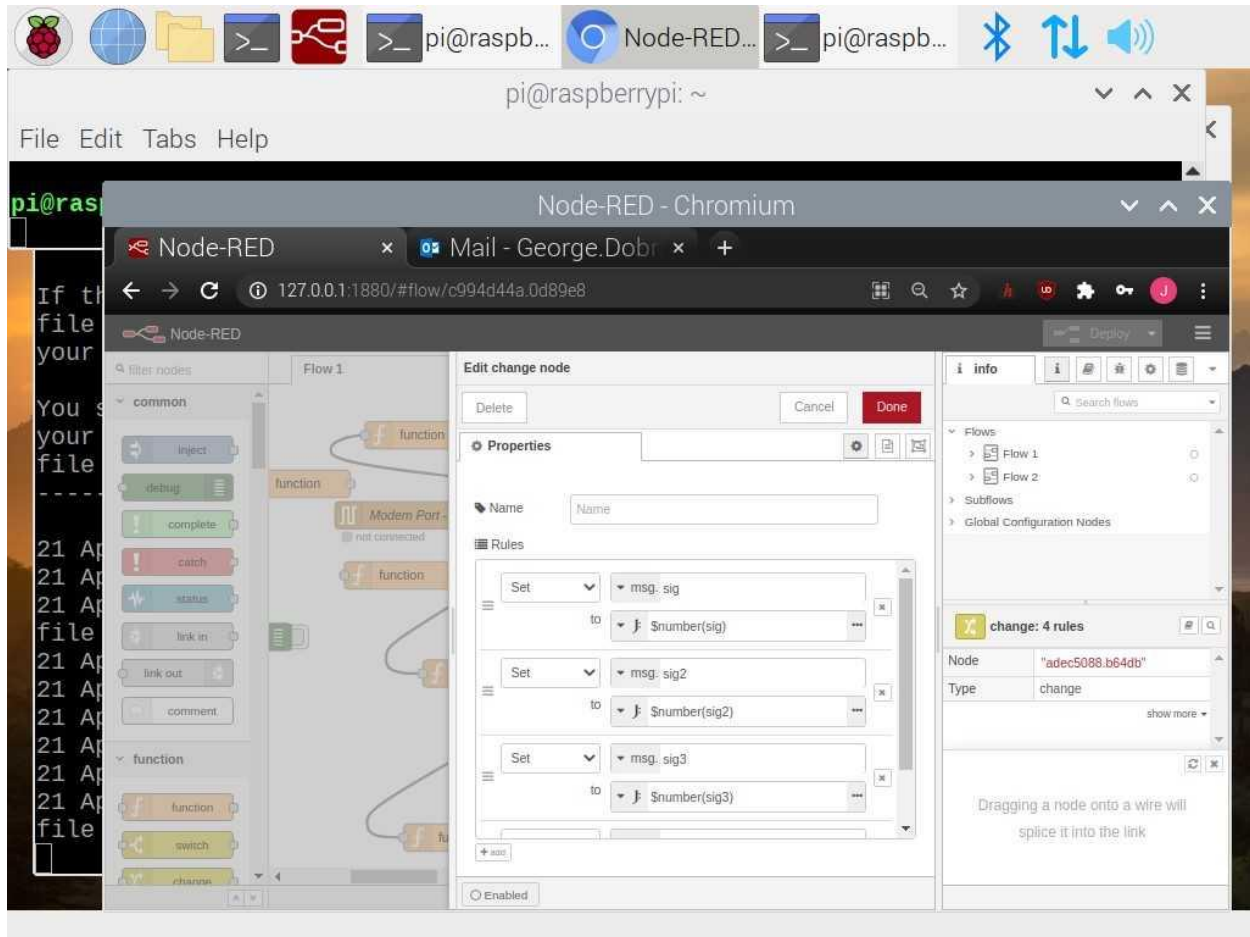 pi@raspb...
Node-RED...
pi@raspb...
pi@raspberrypi: ~
File Edit Tabs Help
pi@rasp
Node-RED - Chromium
Node-RED
Mail - George.Dobr
127.0.0.1:1880/#flow/c994d44a.0d89e8
If th
file
your
You s
your
file
-----
21 Ap
21 Ap
21 Ap
file
21 Ap
21 Ap
21 Ap
21 Ap
21 Ap
21 Ap
file
Node-RED
Deploy
filter nodes
common
inject
debug
complete
catch
status
link in
link out
comment
function
function
switch
change
Flow 1
function
function
Modem Port -
not connected
function
fu
Edit change node
Delete
Cancel
Done
Properties
Name
Name
Rules
Set
msg. sig
to
$number(sig)
Set
msg. sig2
to
$number(sig2)
Set
msg. sig3
to
$number(sig3)
+ add
Enabled
i info
i
Search flows
Flows
Flow 1
Flow 2
Subflows
Global Configuration Nodes
change: 4 rules
Node "adec5088.b64db"
Type change
show more
Dragging a node onto a wire will
splice it into the link
J